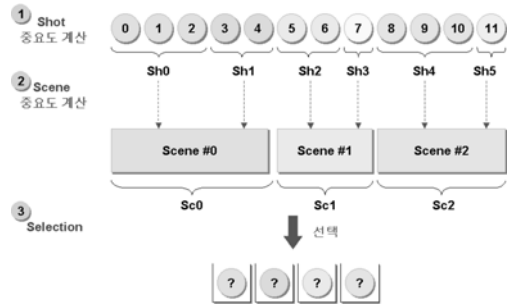 1 Shot 0 1 2 3 4 5 6 7 8 9 10 11
중요도 계산
Sh0 Sh1 Sh2 Sh3 Sh4 Sh5
2 Scene
중요도 계산
Scene #0 Scene #1 Scene #2
Sc0 Sc1 Sc2
3 Selection
선택
? ? ? ?